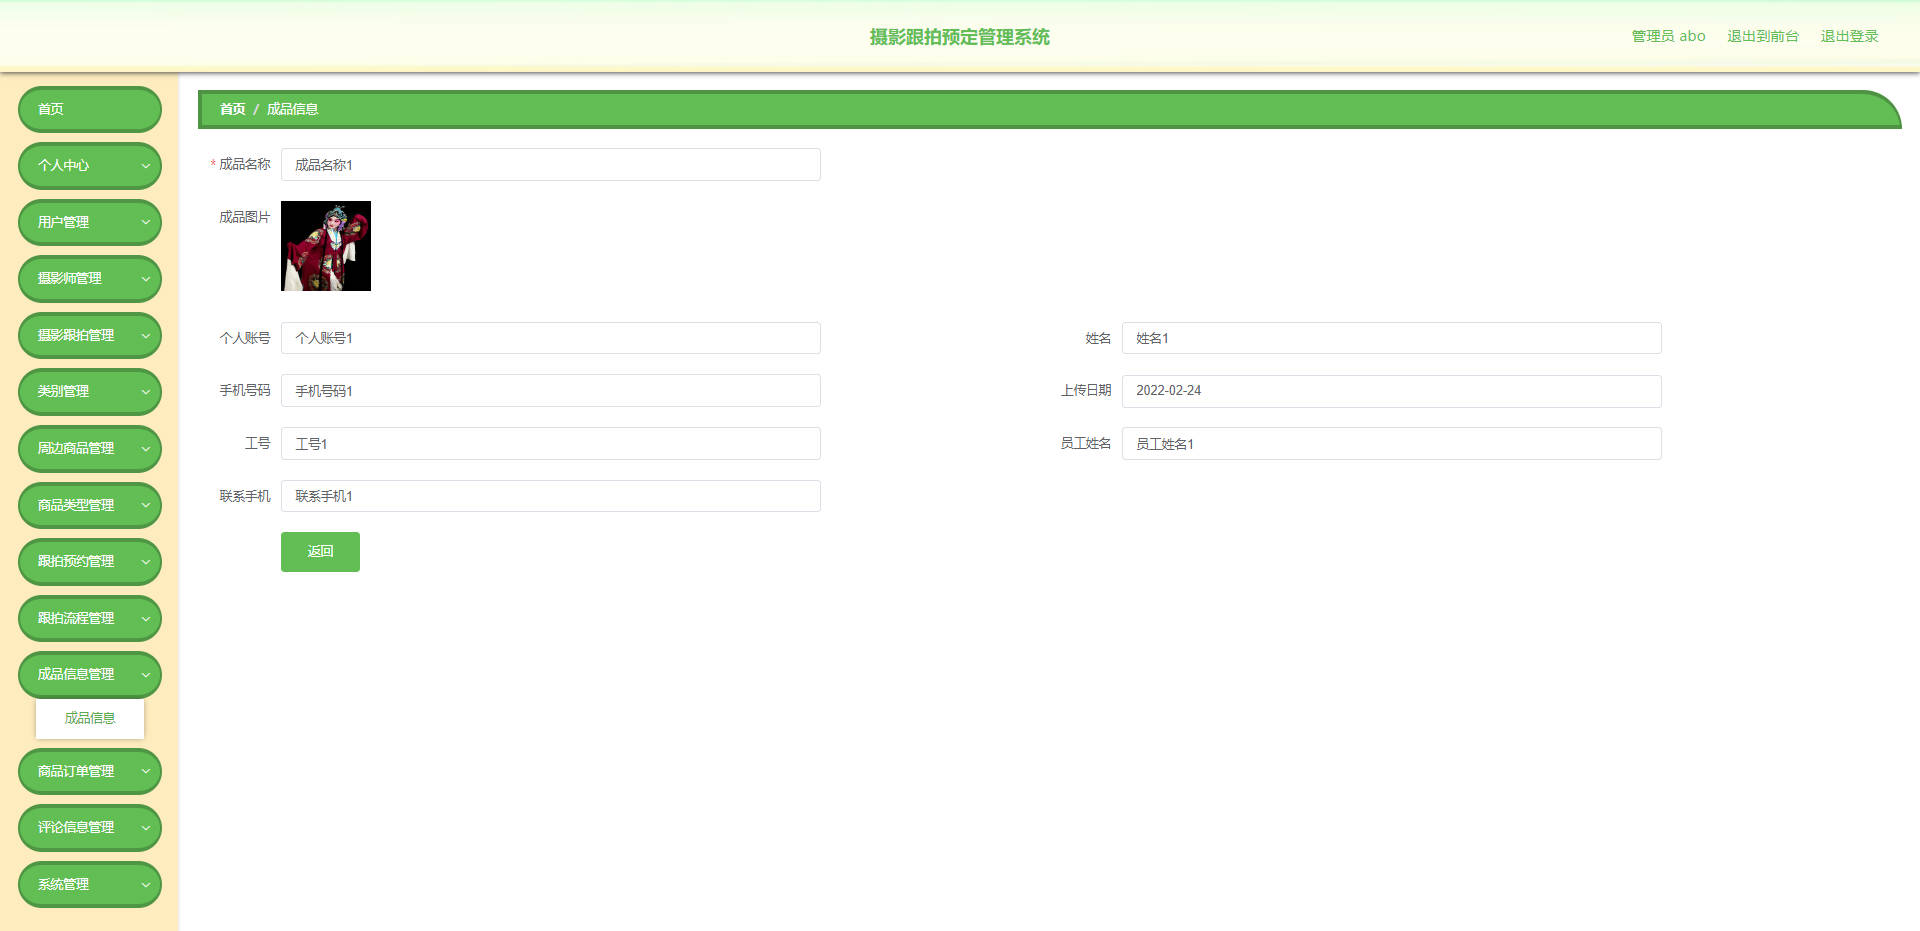 摄影跟拍预定管理系统
管理员 abo 退出到前台 退出登录
首页
个人中心
用户管理
摄影师管理
摄影跟拍管理
类别管理
周边商品管理
商品类型管理
跟拍预约管理
跟拍流程管理
成品信息管理
成品信息
商品订单管理
评论信息管理
系统管理
首页 / 成品信息
* 成品名称 成品名称1
成品图片
个人账号 个人账号1 姓名 姓名1
手机号码 手机号码1 上传日期 2022-02-24
工号 工号1 员工姓名 员工姓名1
联系手机 联系手机1
返回